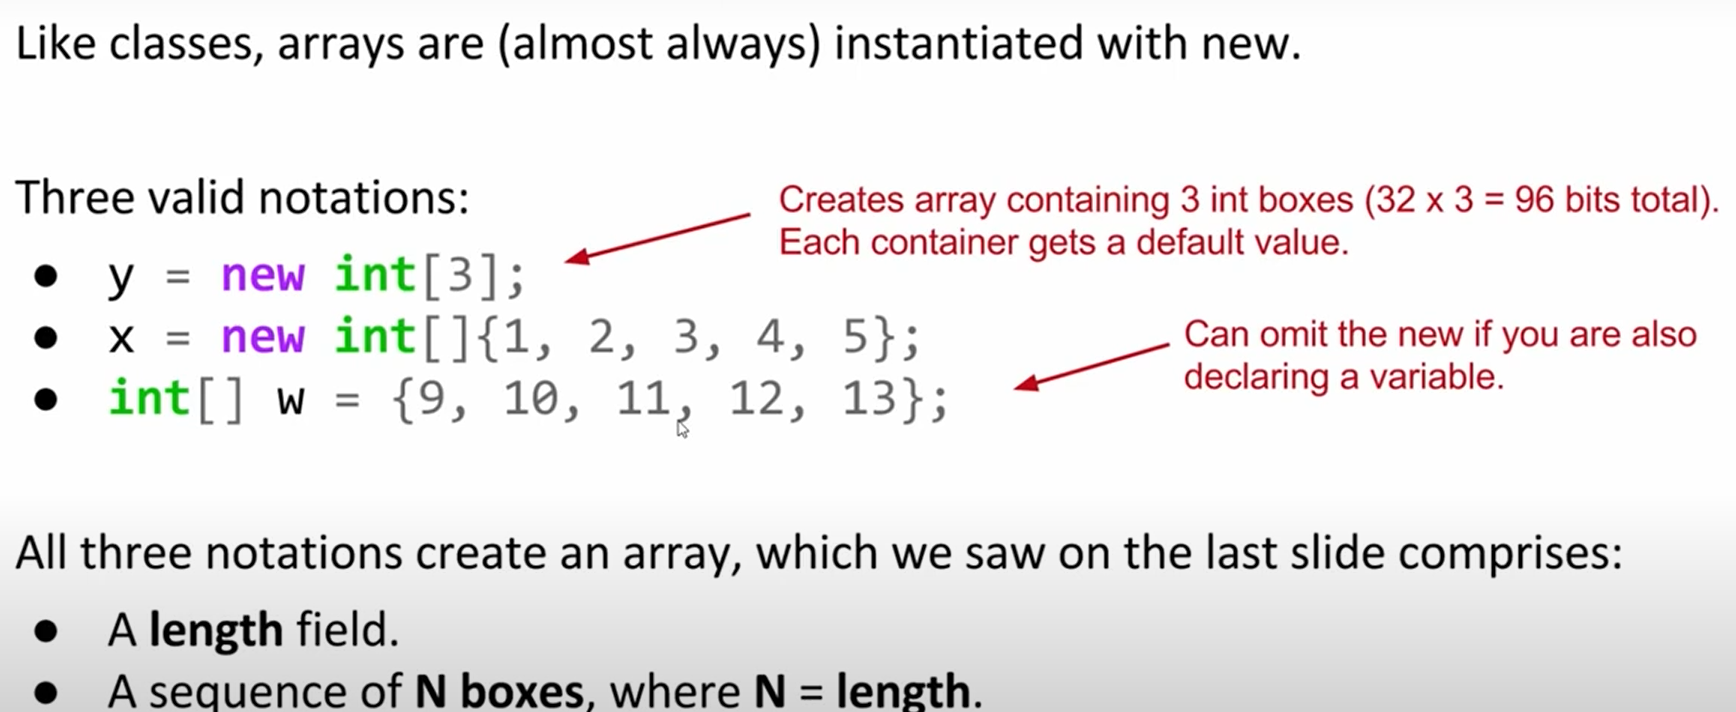 Like classes, arrays are (almost always) instantiated with new.
Three valid notations:
Creates array containing 3 int boxes (32 x 3 = 96 bits total).
Each container gets a default value.
● y = new int[3];
● x = new int[]{1, 2, 3, 4, 5};
Can omit the new if you are also
declaring a variable.
● int[] w = {9, 10, 11, 12, 13};
All three notations create an array, which we saw on the last slide comprises:
● A length field.
● A sequence of N boxes, where N = length.